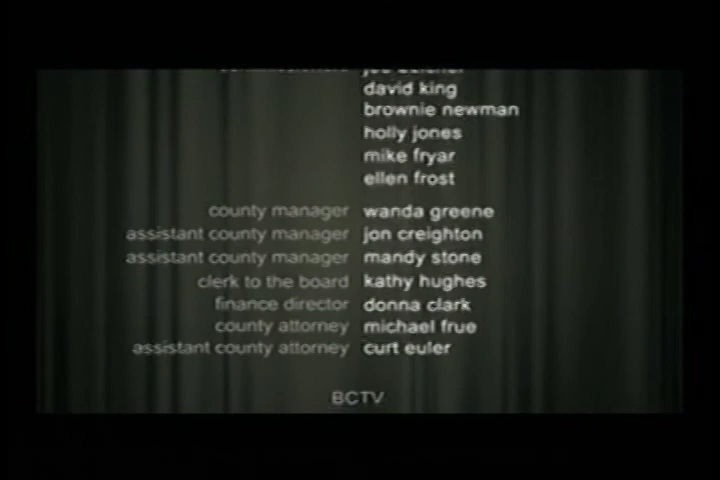 david king
brownie newman
holly jones
mike fryar
ellen frost
county manager wanda greene
assistant county manager jon creighton
assistant county manager mandy stone
clerk to the board kathy hughes
finance director donna clark
county attorney michael frue
assistant county attorney curt euler
BCTV